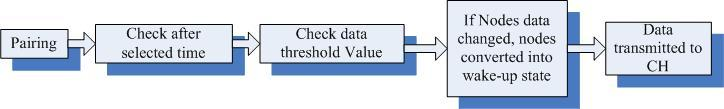 Pairing
Check after
selected time
Check data
threshold Value
If Nodes data
changed, nodes
converted into
wake-up state
Data
transmitted to
CH